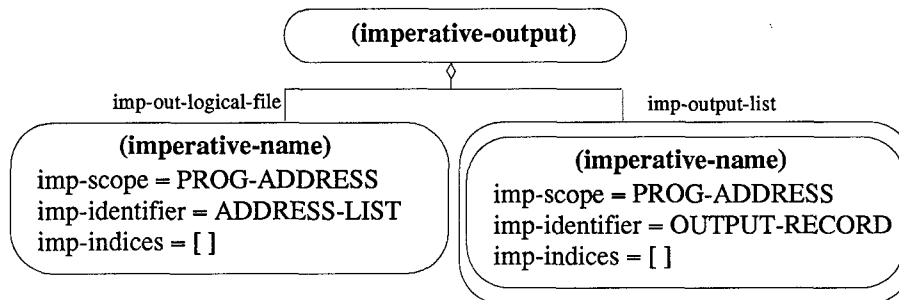 (imperative-output)
imp-out-logical-file
imp-output-list
(imperative-name)
imp-scope = PROG-ADDRESS
imp-identifier = ADDRESS-LIST
imp-indices = [ ]
(imperative-name)
imp-scope = PROG-ADDRESS
imp-identifier = OUTPUT-RECORD
imp-indices = [ ]